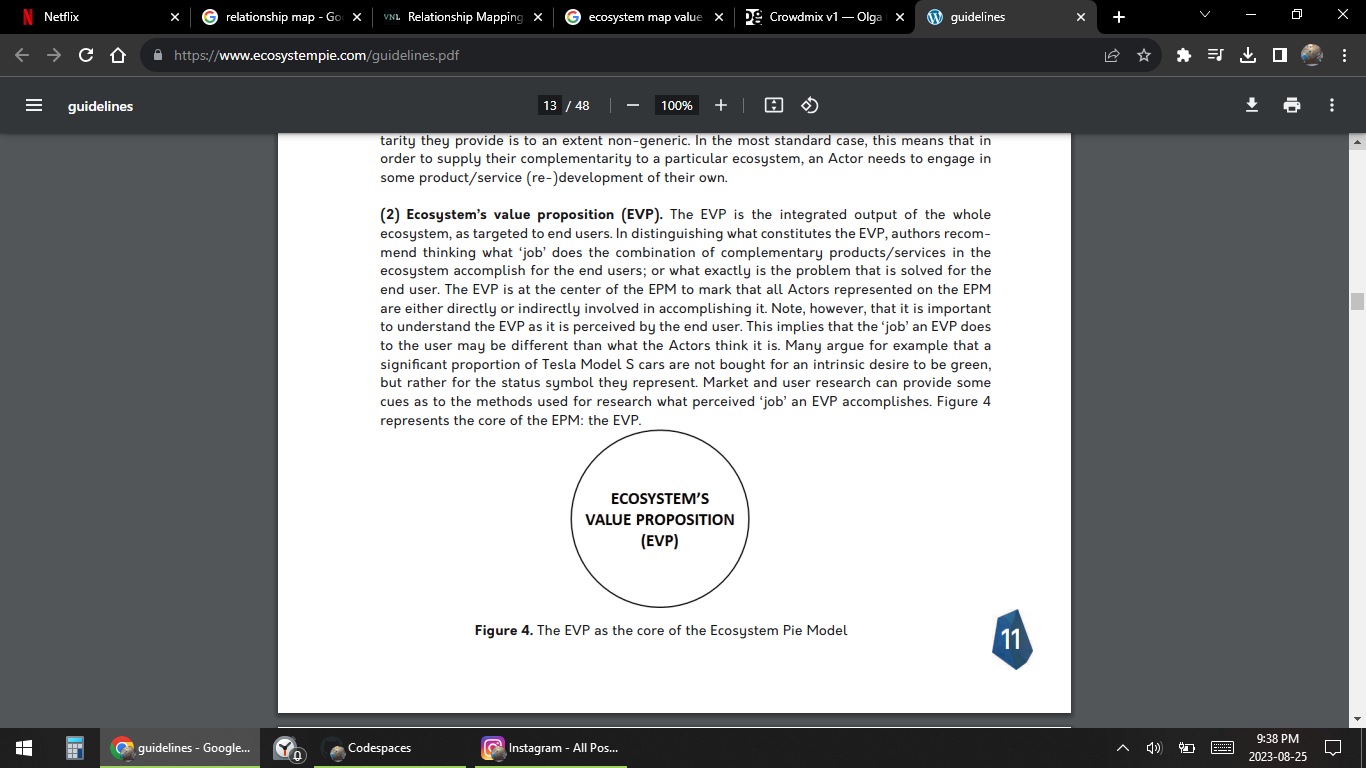 Netflix
relationship map - Go
VNL Relationship Mapping
ecosystem map value
Crowdmix v1 — Olga
guidelines
https://www.ecosystempie.com/guidelines.pdf
guidelines
13 / 48
100%
tarity they provide is to an extent non-generic. In the most standard case, this means that in
order to supply their complementarity to a particular ecosystem, an Actor needs to engage in
some product/service (re-)development of their own.
(2) Ecosystem's value proposition (EVP). The EVP is the integrated output of the whole
ecosystem, as targeted to end users. In distinguishing what constitutes the EVP, authors recom-
mend thinking what 'job' does the combination of complementary products/services in the
ecosystem accomplish for the end users; or what exactly is the problem that is solved for the
end user. The EVP is at the center of the EPM to mark that all Actors represented on the EPM
are either directly or indirectly involved in accomplishing it. Note, however, that it is important
to understand the EVP as it is perceived by the end user. This implies that the 'job' an EVP does
to the user may be different than what the Actors think it is. Many argue for example that a
significant proportion of Tesla Model S cars are not bought for an intrinsic desire to be green,
but rather for the status symbol they represent. Market and user research can provide some
cues as to the methods used for research what perceived 'job' an EVP accomplishes. Figure 4
represents the core of the EPM: the EVP.
ECOSYSTEM'S
VALUE PROPOSITION
(EVP)
Figure 4. The EVP as the core of the Ecosystem Pie Model
11
guidelines - Google...
0
Codespaces
Instagram - All Pos...
9:38 PM
2023-08-25